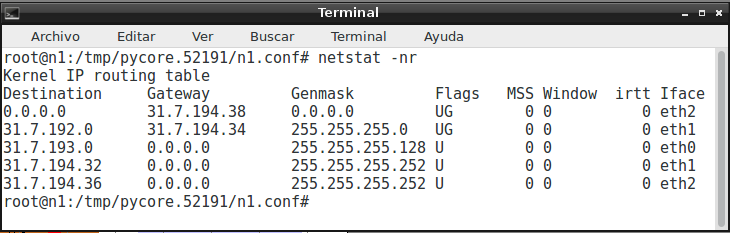 Terminal
Archivo Editar Ver Buscar Terminal Ayuda
root@n1:/tmp/pycore.52191/n1.conf# netstat -nr
Kernel IP routing table
Destination     Gateway         Genmask         Flags   MSS Window  irtt Iface
0.0.0.0         31.7.194.38     0.0.0.0         UG        0 0          0 eth2
31.7.192.0      31.7.194.34     255.255.255.0   UG        0 0          0 eth1
31.7.193.0      0.0.0.0         255.255.255.128 U         0 0          0 eth0
31.7.194.32     0.0.0.0         255.255.255.252 U         0 0          0 eth1
31.7.194.36     0.0.0.0         255.255.255.252 U         0 0          0 eth2
root@n1:/tmp/pycore.52191/n1.conf#